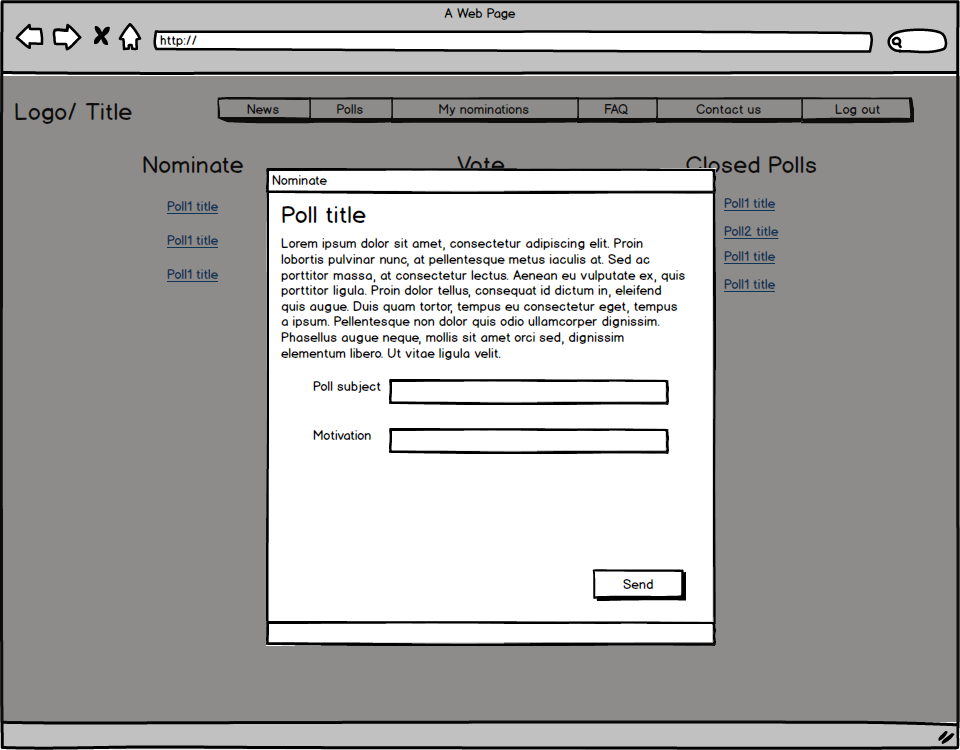 A Web Page
http://
Logo/ Title
News Polls My nominations FAQ Contact us Log out
Nominate Vote Closed Polls
Poll1 title
Poll1 title
Poll1 title
Poll1 title
Poll2 title
Poll1 title
Poll1 title
Nominate
Poll title
Lorem ipsum dolor sit amet, consectetur adipiscing elit. Proin
lobortis pulvinar nunc, at pellentesque metus iaculis at. Sed ac
porttitor massa, at consectetur lectus. Aenean eu vulputate ex, quis
porttitor ligula. Proin dolor tellus, consequat id dictum in, eleifend
quis augue. Duis quam tortor, tempus eu consectetur eget, tempus
a ipsum. Pellentesque non dolor quis odio ullamcorper dignissim.
Phasellus augue neque, mollis sit amet orci sed, dignissim
elementum libero. Ut vitae ligula velit.
Poll subject
Motivation
Send